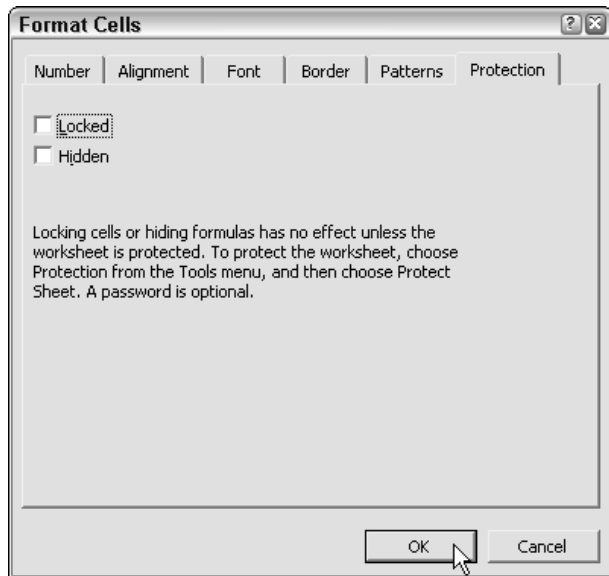 Format Cells
Number Alignment Font Border Patterns Protection
Locked
Hidden
Locking cells or hiding formulas has no effect unless the
worksheet is protected. To protect the worksheet, choose
Protection from the Tools menu, and then choose Protect
Sheet. A password is optional.
OK Cancel